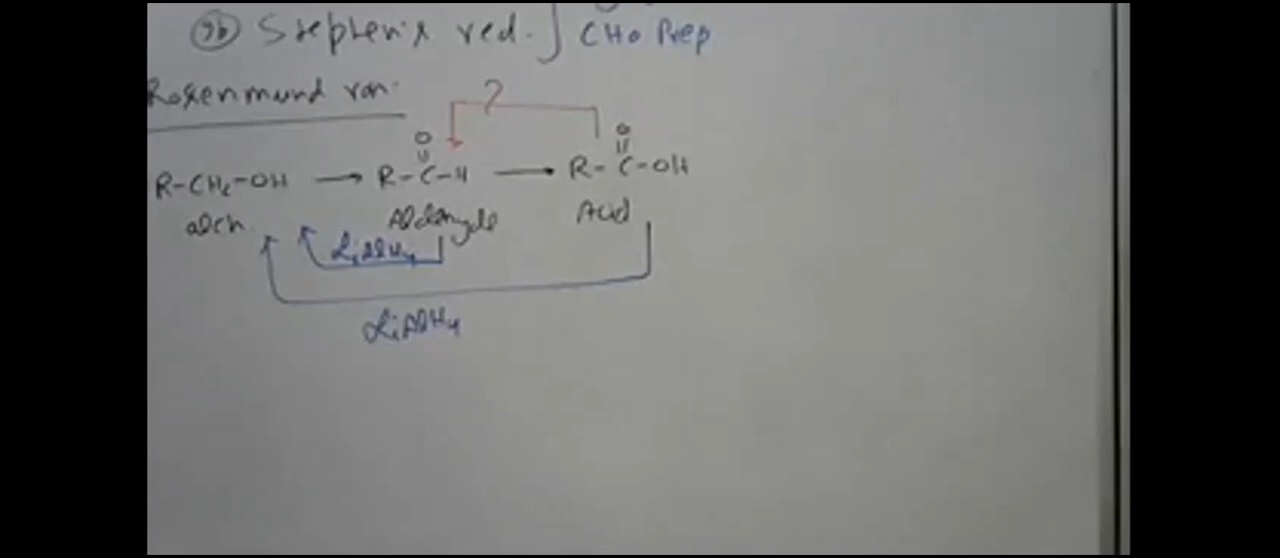 9b Stephen's red. ] CHO Prep
Rosenmund rxn:
?
O O
R-CH2-OH → R-C-H → R-C-OH
alch. Aldehyde Acid
LiAlH4
LiAlH4